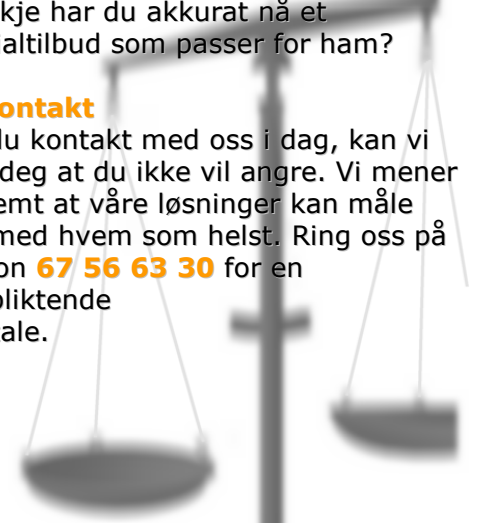 kje har du akkurat nå et
ialtilbud som passer for ham?
ontakt
du kontakt med oss i dag, kan vi
deg at du ikke vil angre. Vi mener
emt at våre løsninger kan måle
med hvem som helst. Ring oss på
on 67 56 63 30 for en
pliktende
ale.